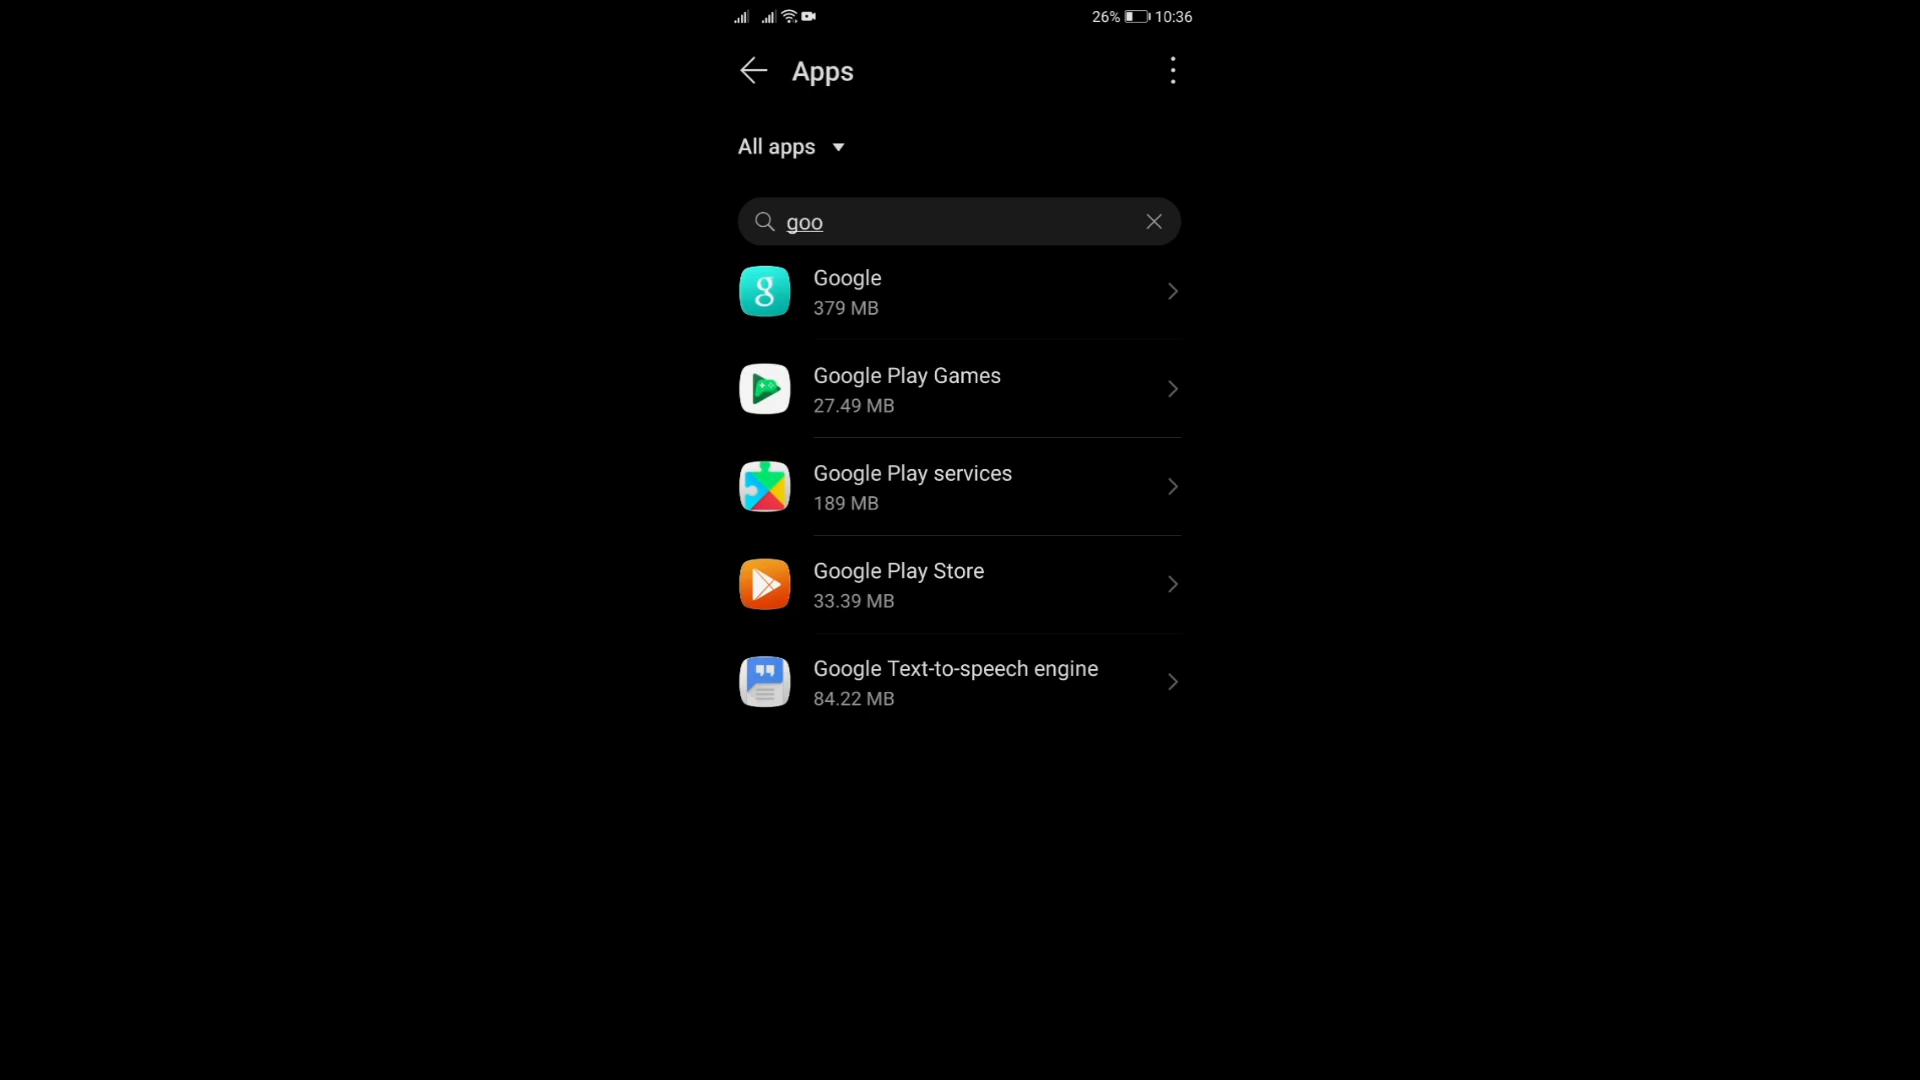 26% 10:36
Apps
All apps
goo
Google
379 MB
Google Play Games
27.49 MB
Google Play services
189 MB
Google Play Store
33.39 MB
Google Text-to-speech engine
84.22 MB